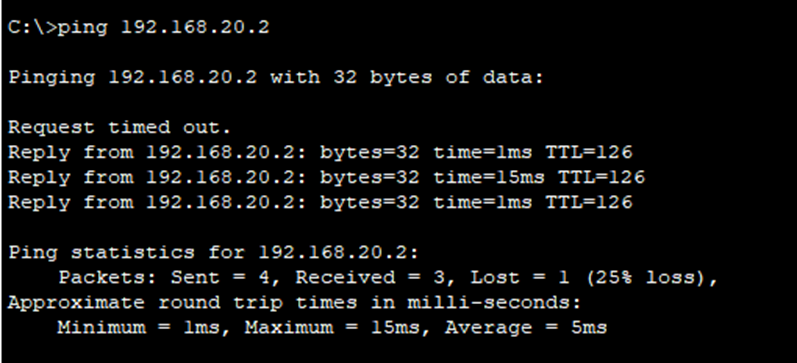 C:\>ping 192.168.20.2
Pinging 192.168.20.2 with 32 bytes of data:
Request timed out.
Reply from 192.168.20.2: bytes=32 time=1ms TTL=126
Reply from 192.168.20.2: bytes=32 time=15ms TTL=126
Reply from 192.168.20.2: bytes=32 time=1ms TTL=126
Ping statistics for 192.168.20.2:
    Packets: Sent = 4, Received = 3, Lost = 1 (25% loss),
Approximate round trip times in milli-seconds:
    Minimum = 1ms, Maximum = 15ms, Average = 5ms